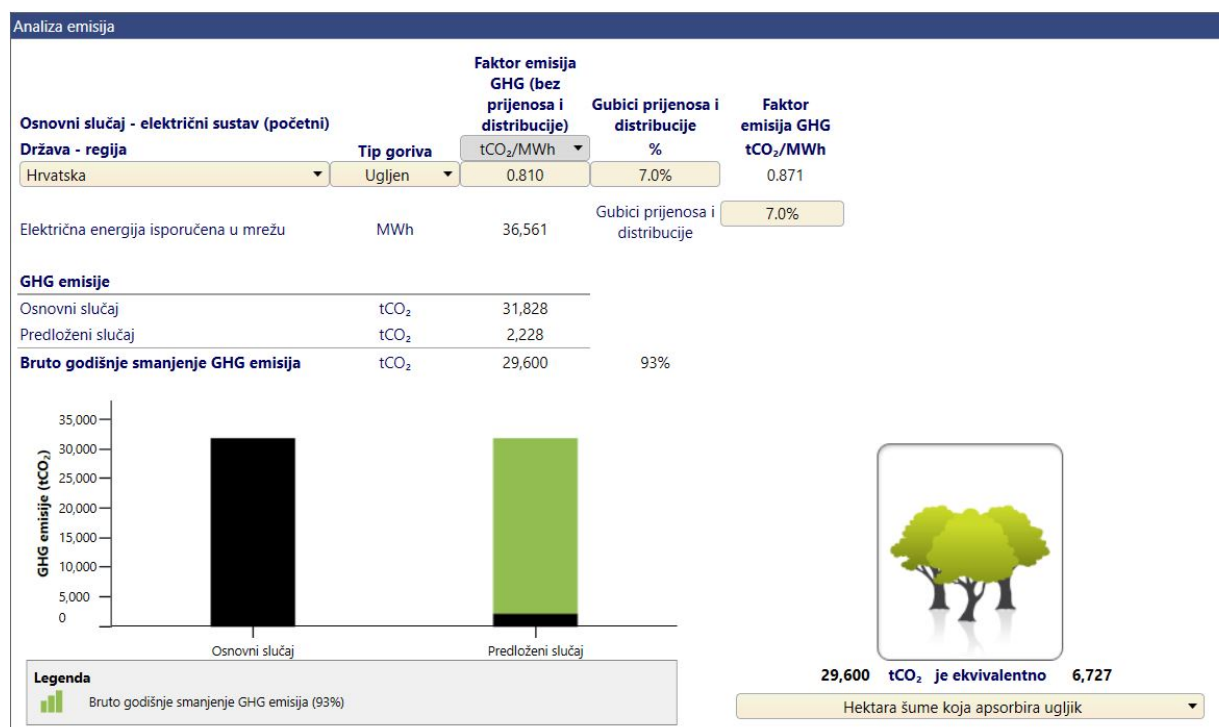 Analiza emisija
Faktor emisija
GHG (bez
prijenosa i
distribucije)
Gubici prijenosa i
distribucije
Faktor
emisija GHG
Osnovni slučaj - električni sustav (početni)
Država - regija
Tip goriva
tCO₂/MWh
%
tCO₂/MWh
Hrvatska
Ugljen
0.810
7.0%
0.871
Električna energija isporučena u mrežu
MWh
36,561
Gubici prijenosa i
distribucije
7.0%
GHG emisije
Osnovni slučaj tCO₂ 31,828
Predloženi slučaj tCO₂ 2,228
Bruto godišnje smanjenje GHG emisija tCO₂ 29,600 93%
GHG emisije (tCO₂)
35,000
30,000
25,000
20,000
15,000
10,000
5,000
0
Osnovni slučaj
Predloženi slučaj
Legenda
Bruto godišnje smanjenje GHG emisija (93%)
29,600 tCO₂ je ekvivalentno 6,727
Hektara šume koja apsorbira ugljik